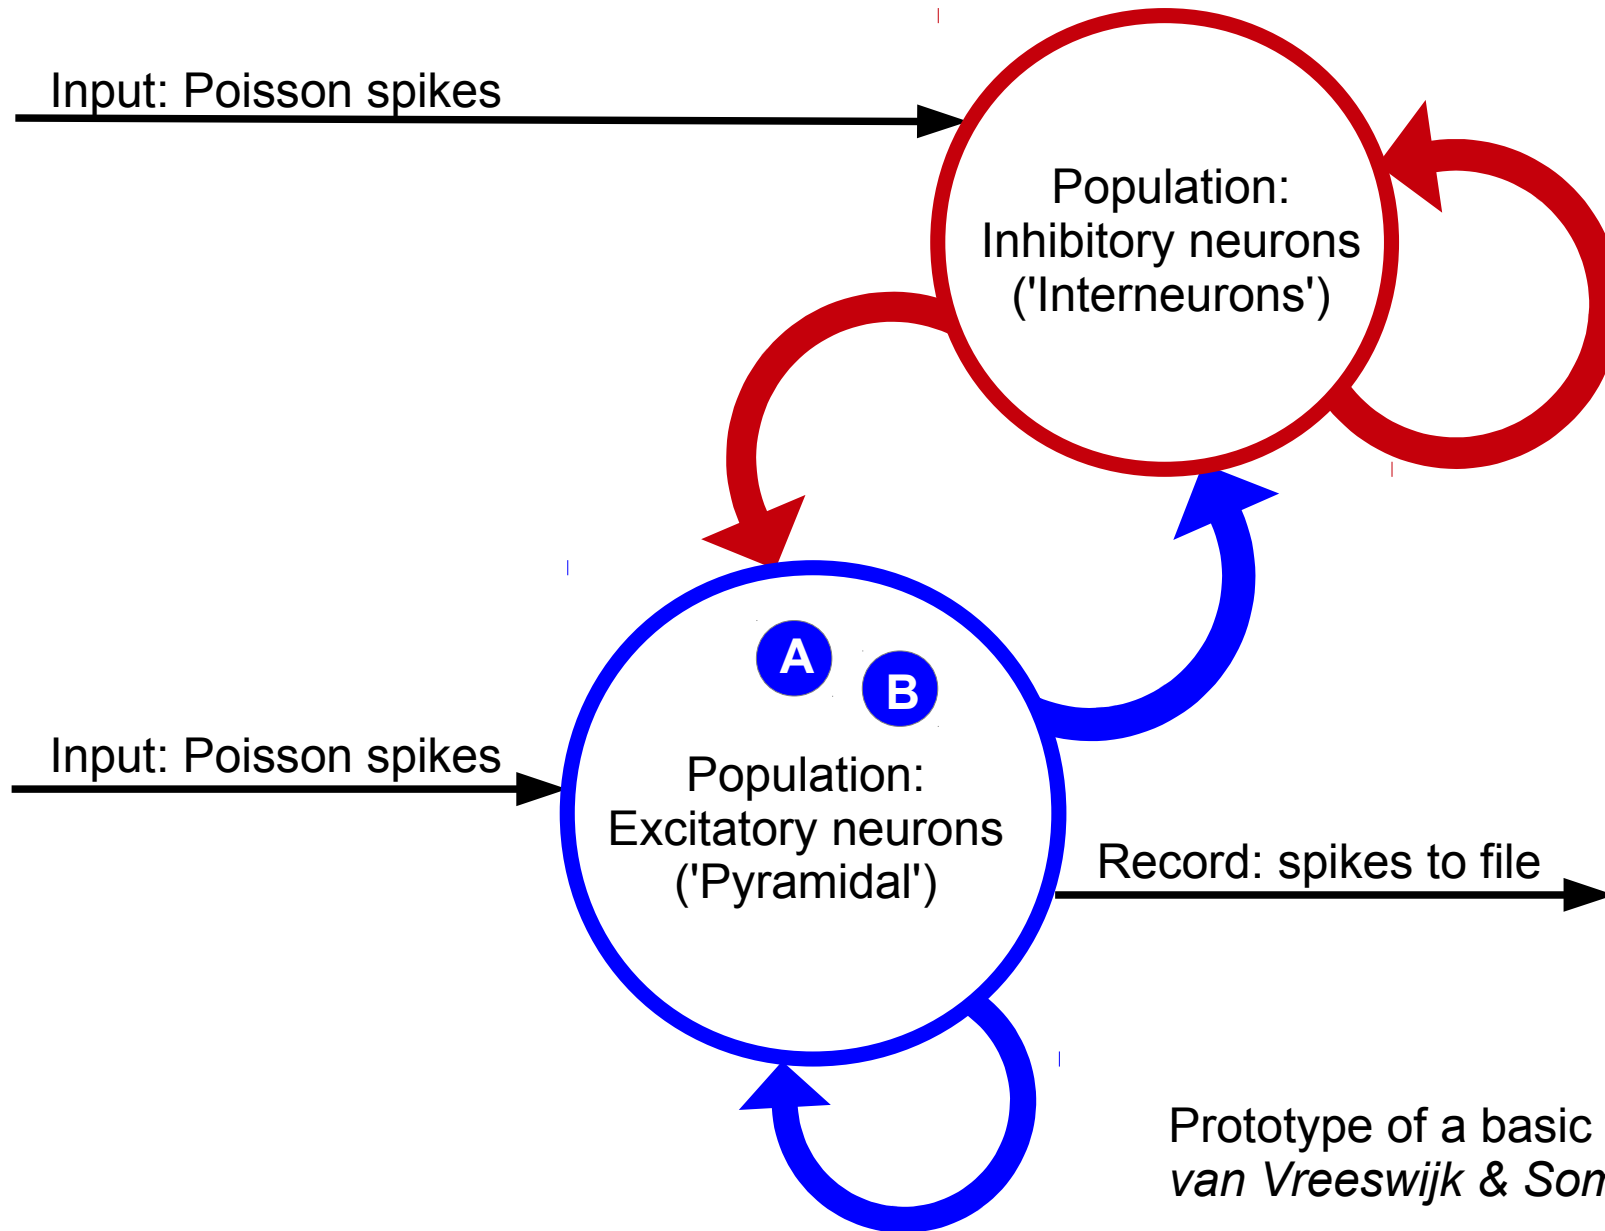 Input: Poisson spikes
Population:
Inhibitory neurons
('Interneurons')
A
B
Input: Poisson spikes
Population:
Excitatory neurons
('Pyramidal')
Record: spikes to file
Prototype of a basic
van Vreeswijk &